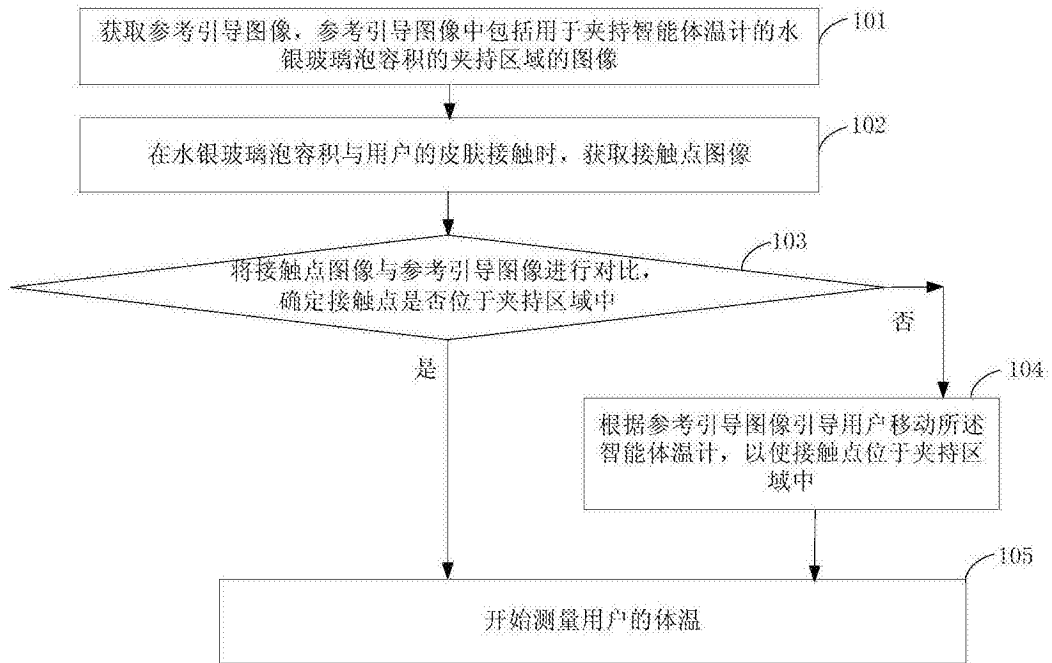 获取参考引导图像，参考引导图像中包括用于夹持智能体温计的水
银玻璃泡容积的夹持区域的图像
101
在水银玻璃泡容积与用户的皮肤接触时，获取接触点图像
102
将接触点图像与参考引导图像进行对比，
确定接触点是否位于夹持区域中
103
否
是
104
根据参考引导图像引导用户移动所述
智能体温计，以使接触点位于夹持区
域中
105
开始测量用户的体温